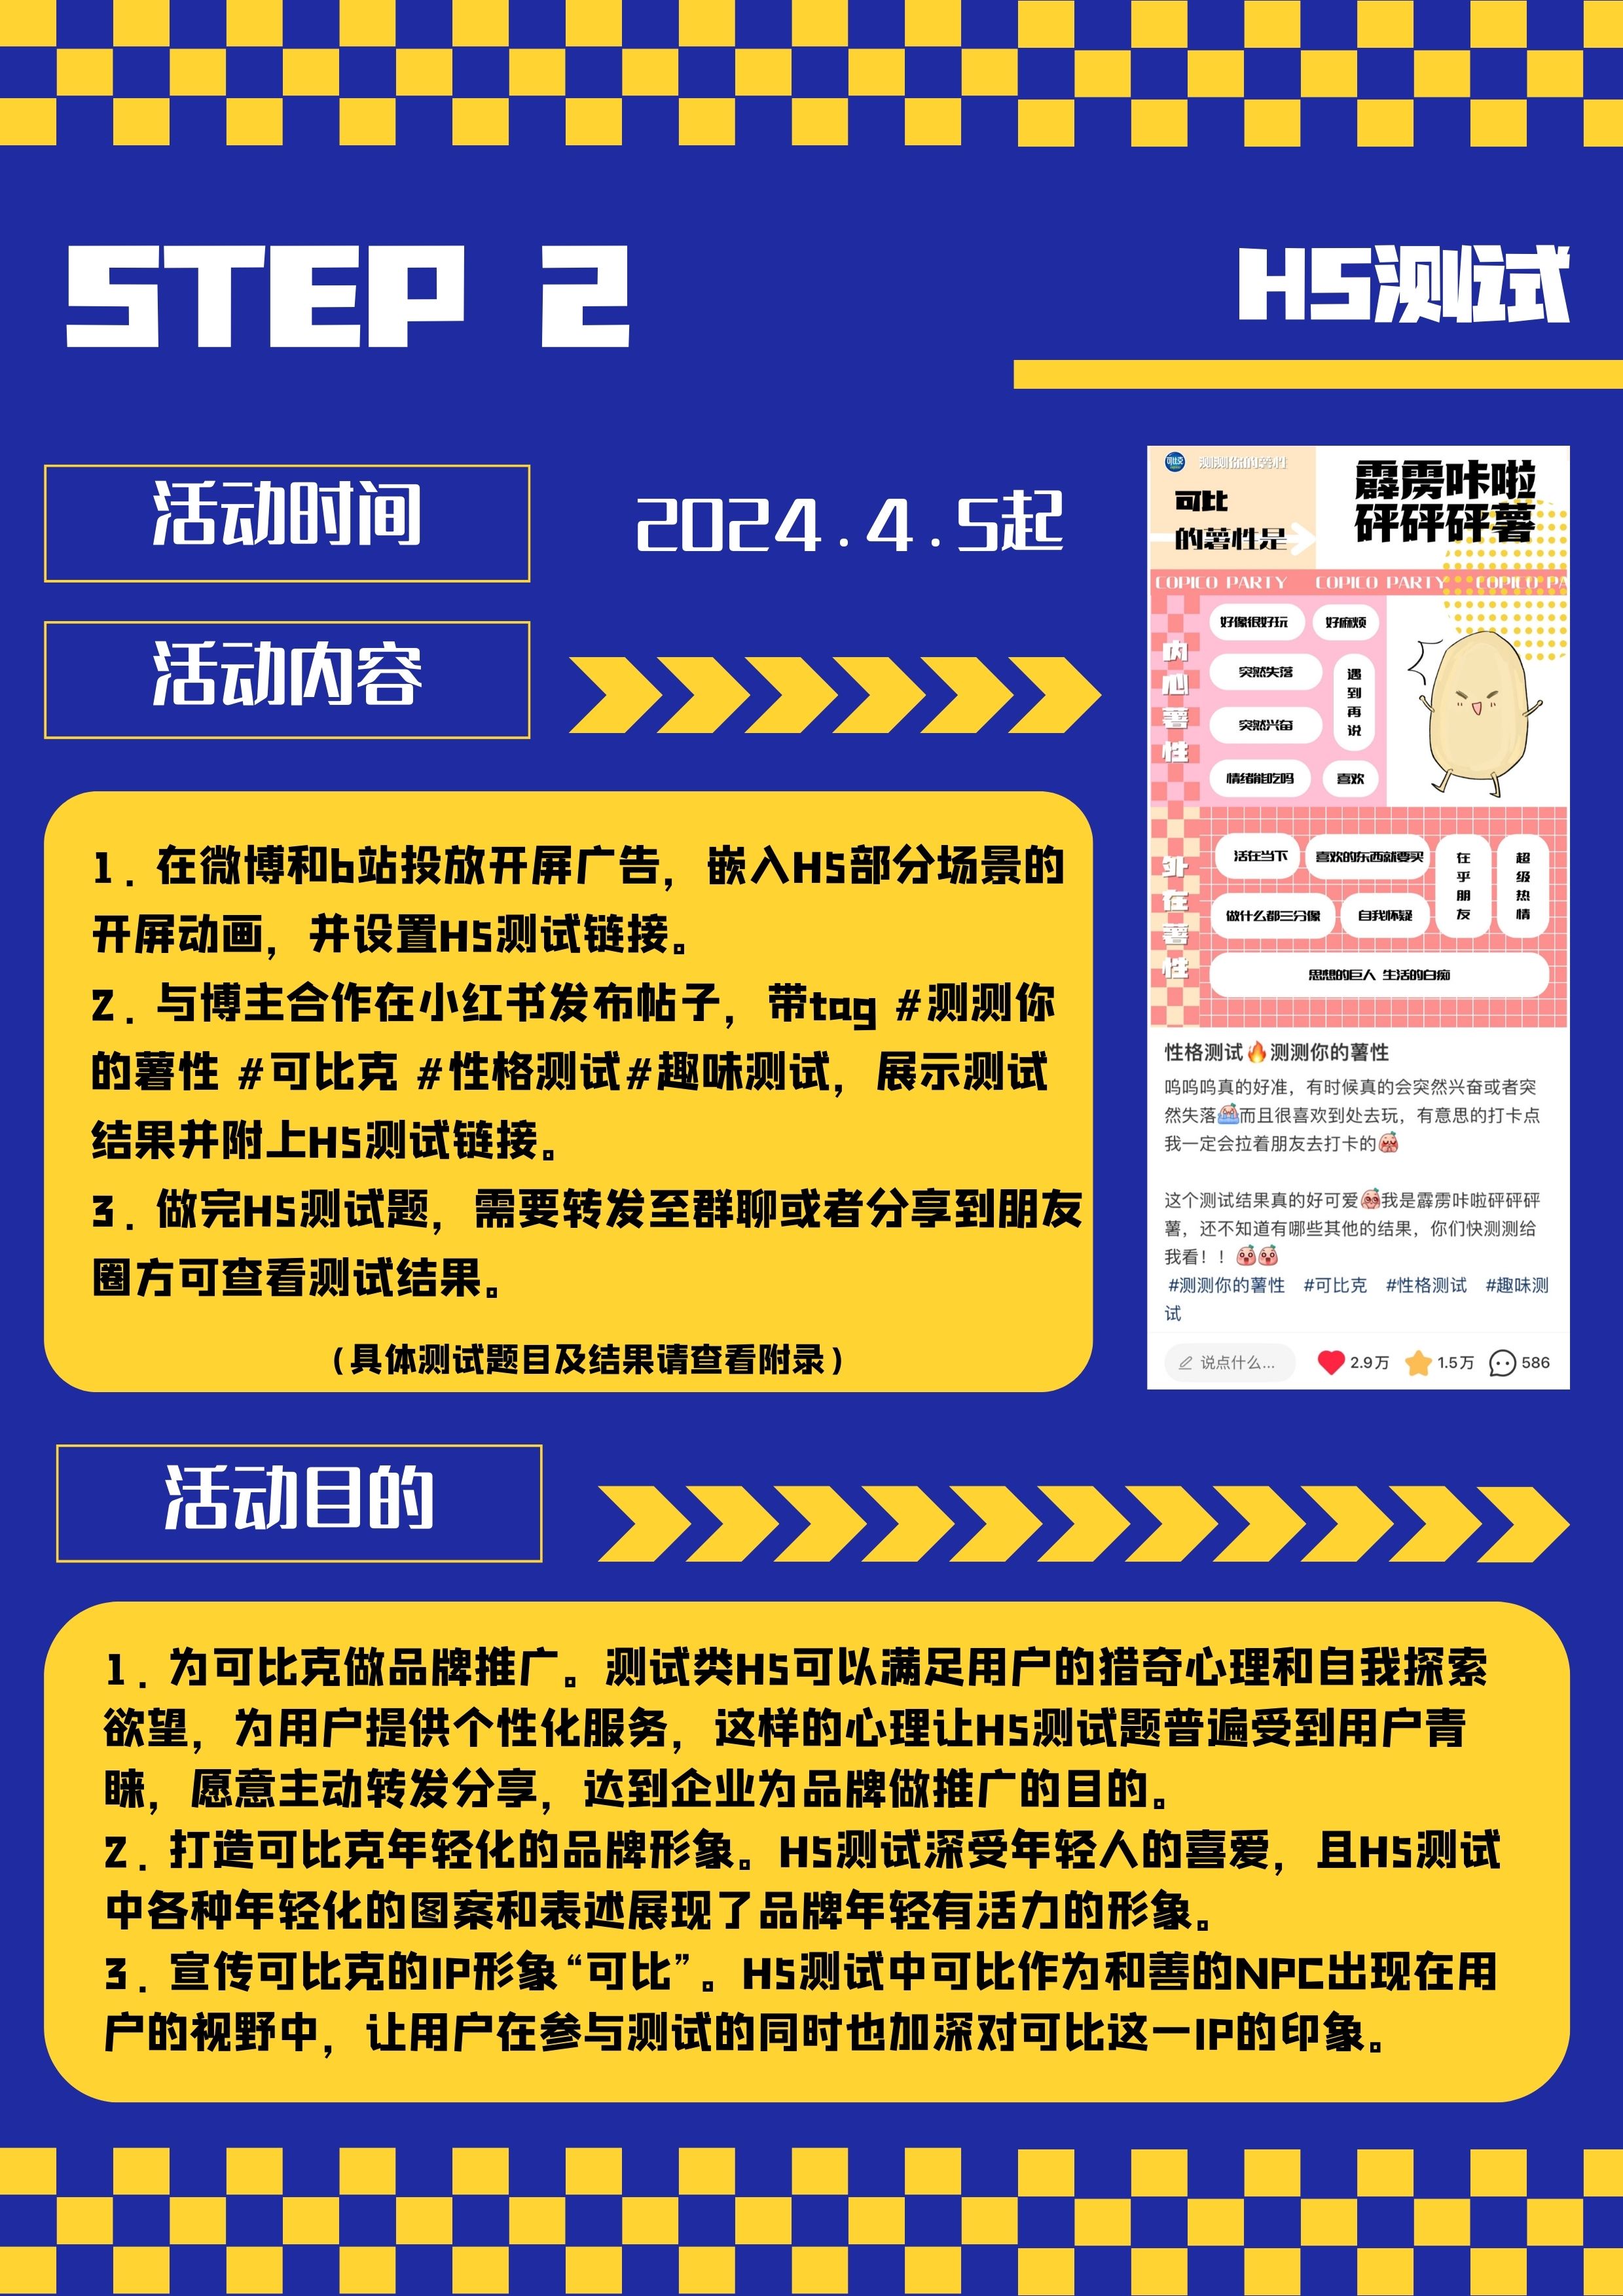 STEP 2
H5测试
活动时间
2024.4.5起
活动内容
1. 在微博和b站投放开屏广告，嵌入H5部分场景的
开屏动画，并设置H5测试链接。
2. 与博主合作在小红书发布帖子，带tag #测测你
的薯性 #可比克 #性格测试#趣味测试，展示测试
结果并附上H5测试链接。
3. 做完H5测试题，需要转发至群聊或者分享到朋友
圈方可查看测试结果。
（具体测试题目及结果请查看附录）
可比克
测测你的薯性
可比
的薯性是
霹雳咔啦
砰砰砰薯
COPICO PARTY COPICO PARTY COPICO PA
内心薯性
好像很好玩
好麻烦
突然失落
遇到再说
突然兴奋
情绪能吃吗
喜欢
外在薯性
活在当下
喜欢的东西就要买
在乎朋友
超级热情
做什么都三分像
自我怀疑
思想的巨人 生活的白痴
性格测试🔥测测你的薯性
呜呜呜真的好准，有时候真的会突然兴奋或者突
然失落而且很喜欢到处去玩，有意思的打卡点
我一定会拉着朋友去打卡的
这个测试结果真的好可爱我是霹雳咔啦砰砰砰
薯，还不知道有哪些其他的结果，你们快测测给
我看！！
#测测你的薯性 #可比克 #性格测试 #趣味测
试
说点什么... 2.9万 1.5万 586
活动目的
1. 为可比克做品牌推广。测试类H5可以满足用户的猎奇心理和自我探索
欲望，为用户提供个性化服务，这样的心理让H5测试题普遍受到用户青
睐，愿意主动转发分享，达到企业为品牌做推广的目的。
2. 打造可比克年轻化的品牌形象。H5测试深受年轻人的喜爱，且H5测试
中各种年轻化的图案和表述展现了品牌年轻有活力的形象。
3. 宣传可比克的IP形象“可比”。H5测试中可比作为和善的NPC出现在用
户的视野中，让用户在参与测试的同时也加深对可比这一IP的印象。